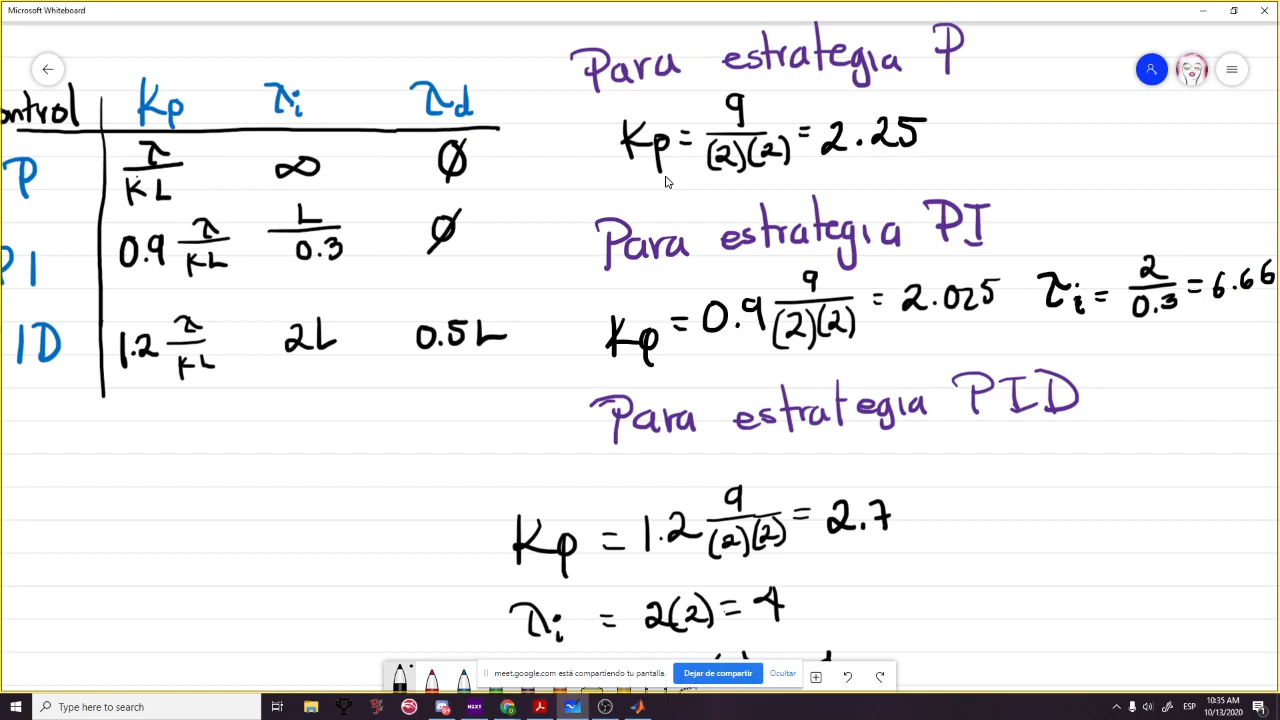 Microsoft Whiteboard
ontrol Kp τi τd
P τ/KL ∞ Ø
PI 0.9 τ/KL L/0.3 Ø
ID 1.2 τ/KL 2L 0.5L
Para estrategia P
Kp = 9/(2)(2) = 2.25
Para estrategia PI
Kp = 0.9 9/(2)(2) = 2.025 τi = 2/0.3 = 6.66
Para estrategia PID
Kp = 1.2 9/(2)(2) = 2.7
τi = 2(2) = 4
meet.google.com está compartiendo tu pantalla. Dejar de compartir Ocultar
Type here to search
NEXT
ESP
10:35 AM
10/13/2020